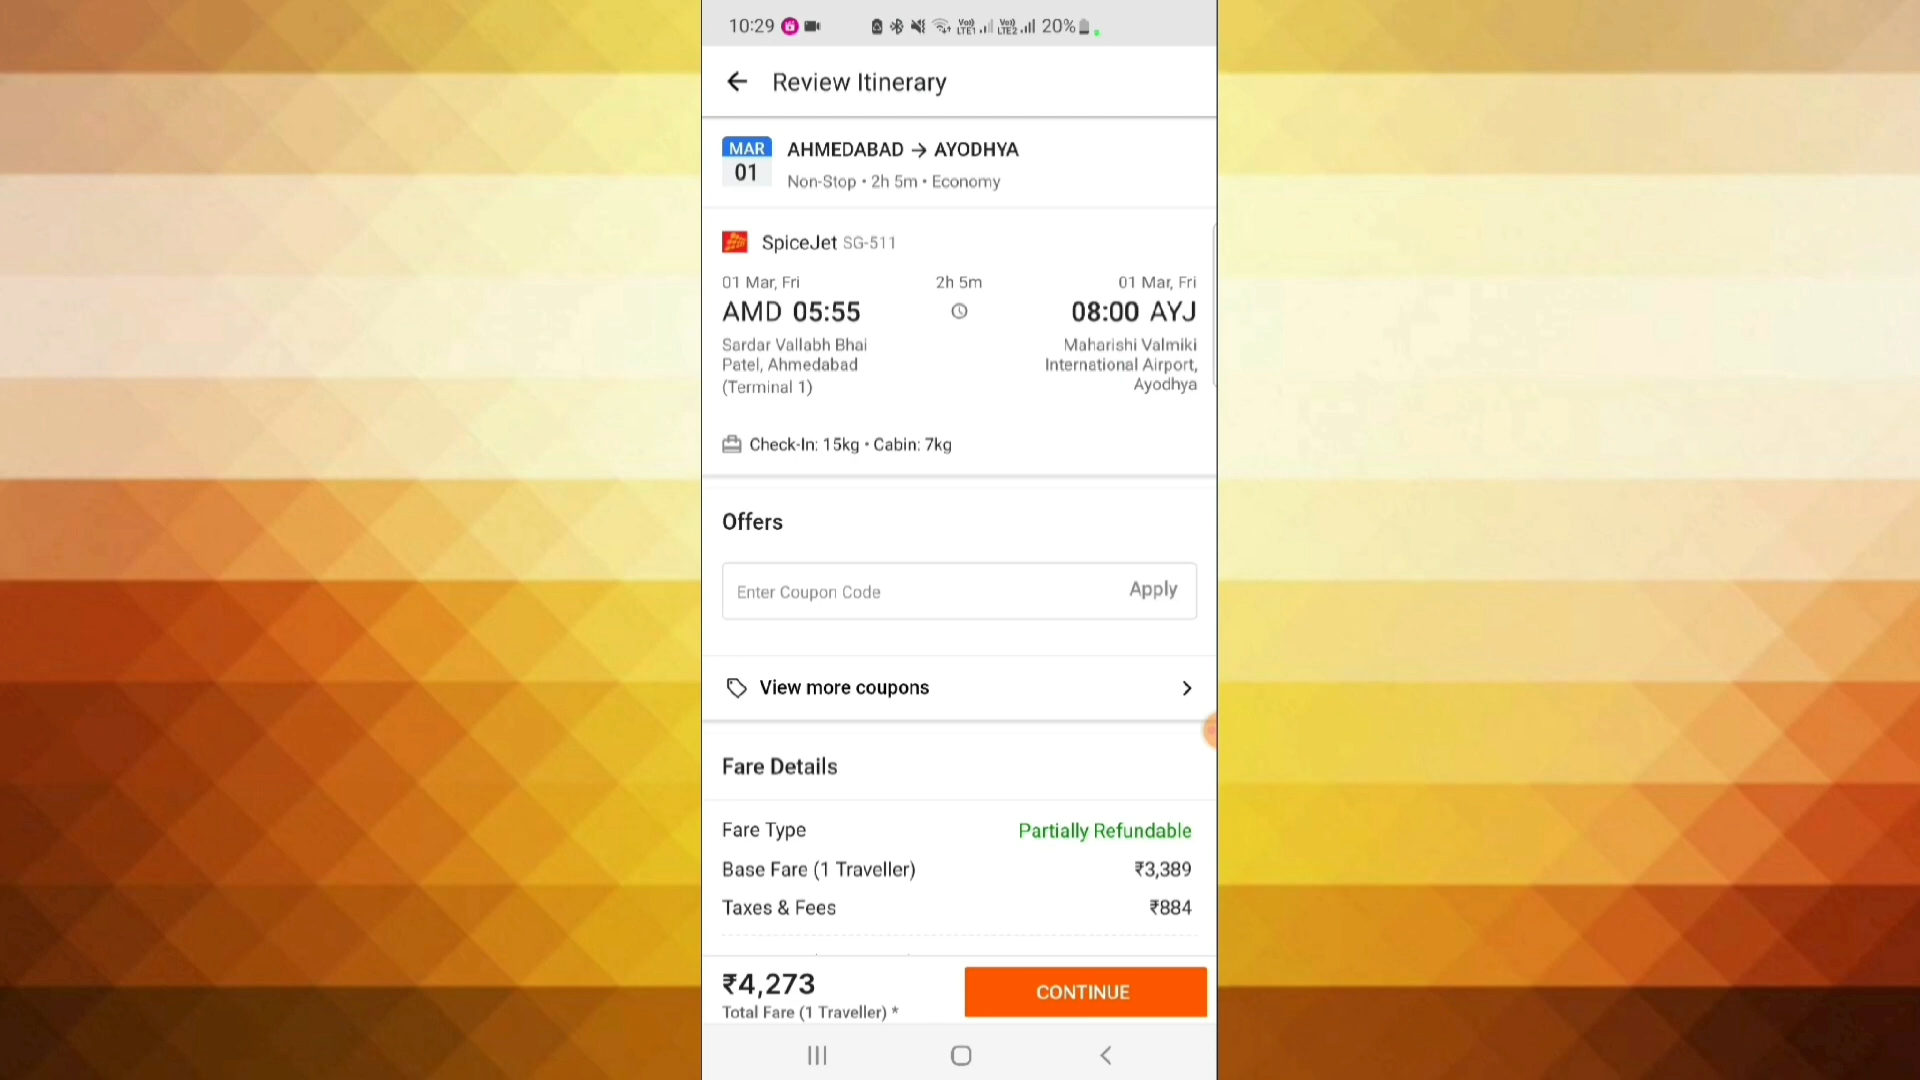 10:29 Vo)) LTE1 Vo)) LTE2 20%
Review Itinerary
MAR
01
AHMEDABAD → AYODHYA
Non-Stop • 2h 5m • Economy
SpiceJet SG-511
01 Mar, Fri 2h 5m 01 Mar, Fri
AMD 05:55 08:00 AYJ
Sardar Vallabh Bhai
Patel, Ahmedabad
(Terminal 1)
Maharishi Valmiki
International Airport,
Ayodhya
Check-In: 15kg • Cabin: 7kg
Offers
Enter Coupon Code Apply
View more coupons
Fare Details
Fare Type Partially Refundable
Base Fare (1 Traveller) ₹3,389
Taxes & Fees ₹884
₹4,273
Total Fare (1 Traveller) *
CONTINUE